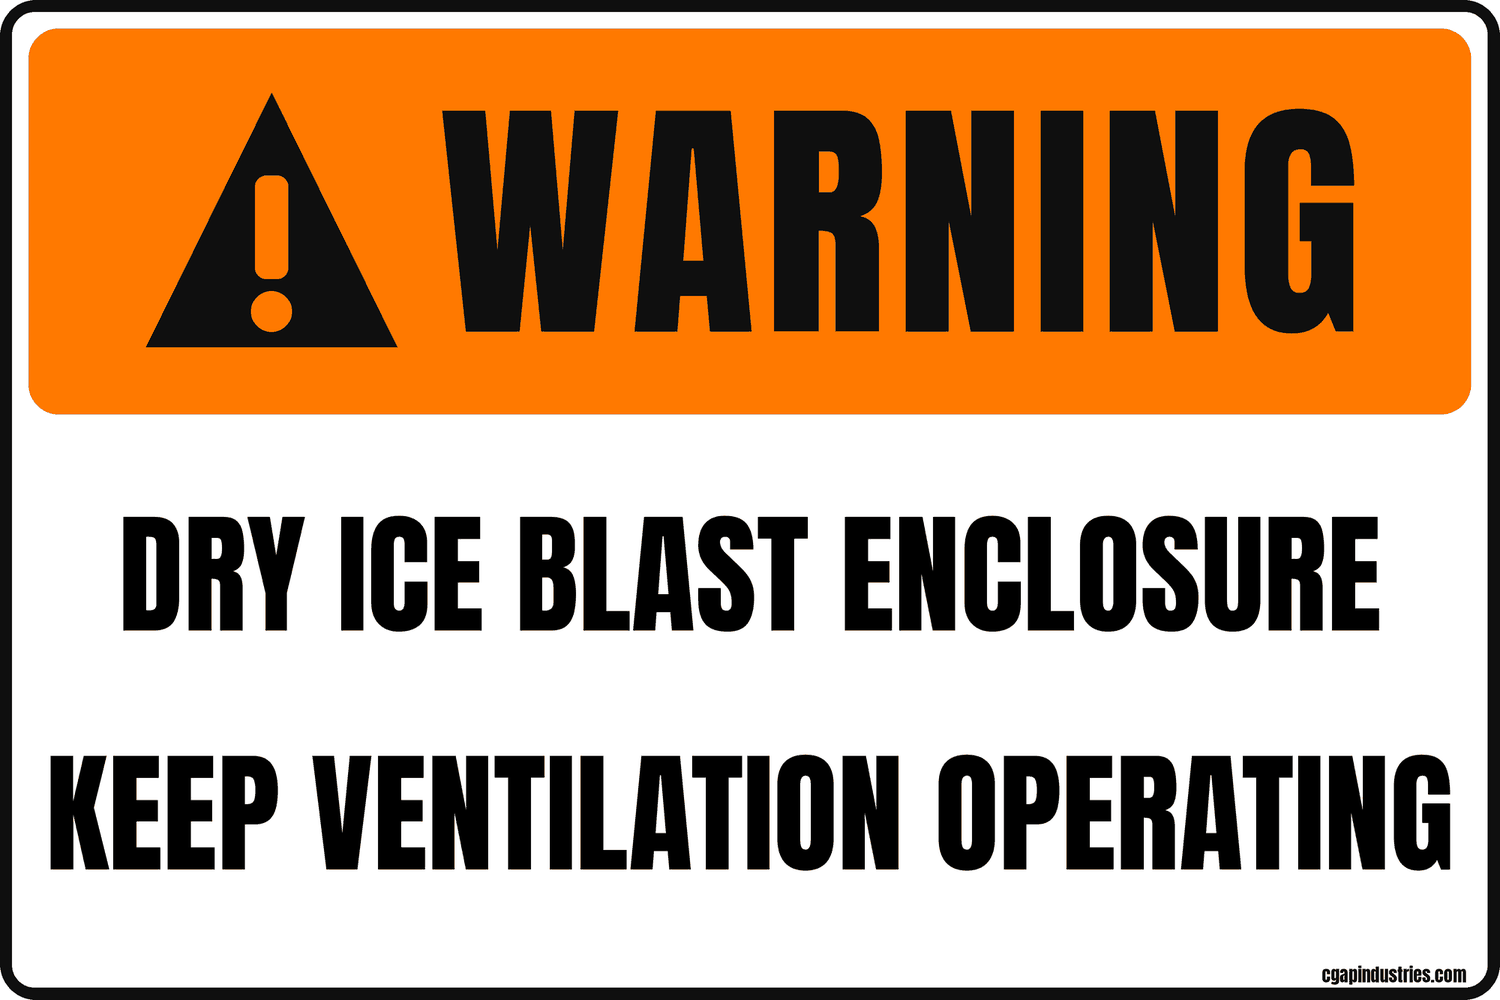 WARNING
DRY ICE BLAST ENCLOSURE
KEEP VENTILATION OPERATING
cgapindustries.com